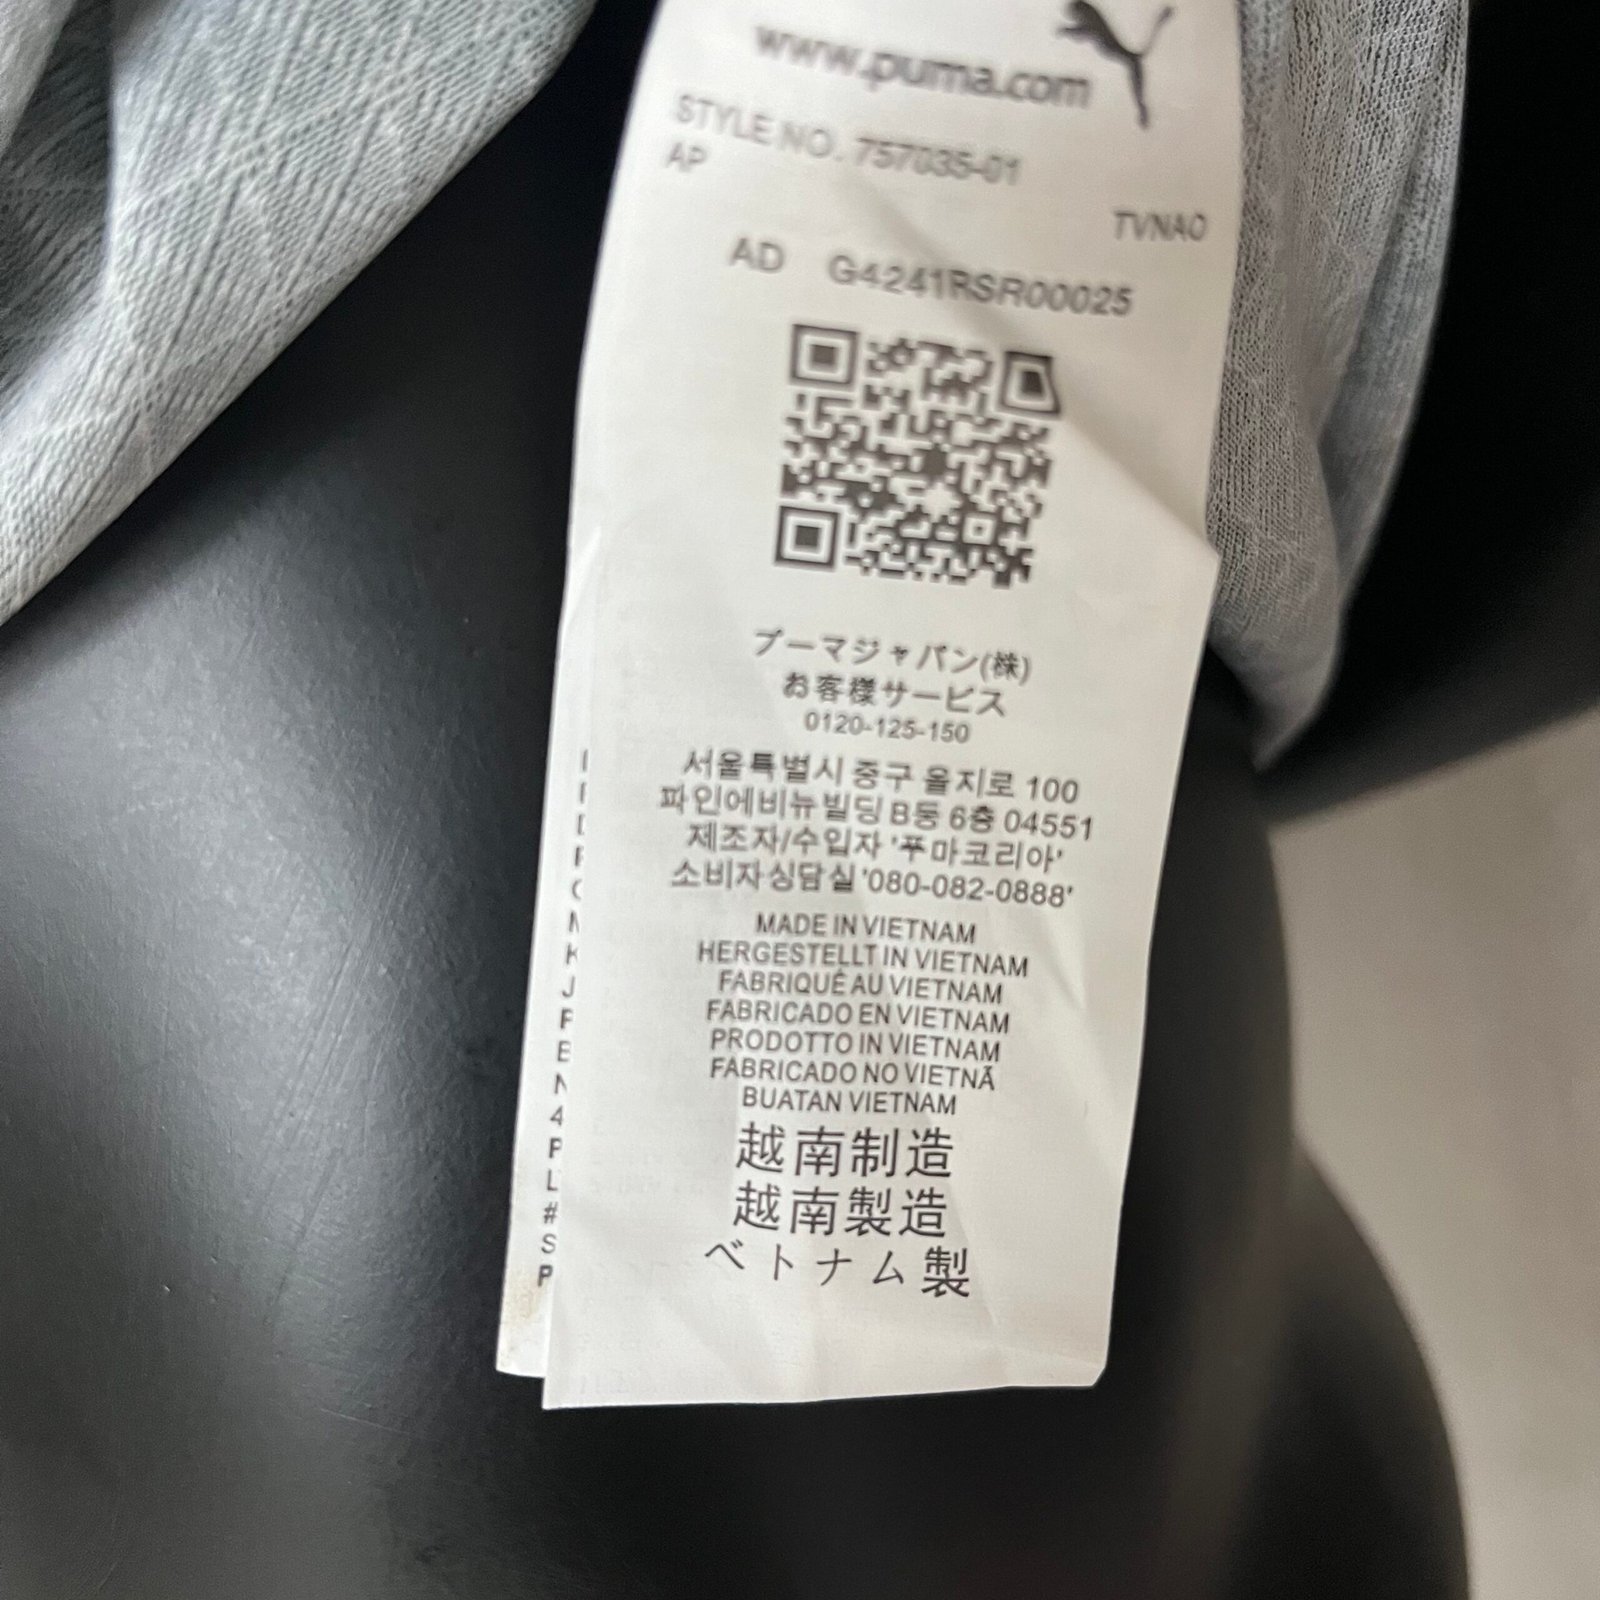 www.puma.com
STYLE NO. 757035-01
AP
TVNAO
AD G4241RSR00025
プーマジャパン(株)
お客様サービス
0120-125-150
서울특별시 중구 을지로 100
파인에비뉴빌딩 B동 6층 04551
제조자/수입자 '푸마코리아'
소비자상담실 '080-082-0888'
MADE IN VIETNAM
HERGESTELLT IN VIETNAM
FABRIQUÉ AU VIETNAM
FABRICADO EN VIETNAM
PRODOTTO IN VIETNAM
FABRICADO NO VIETNÃ
BUATAN VIETNAM
越南制造
越南製造
ベトナム製